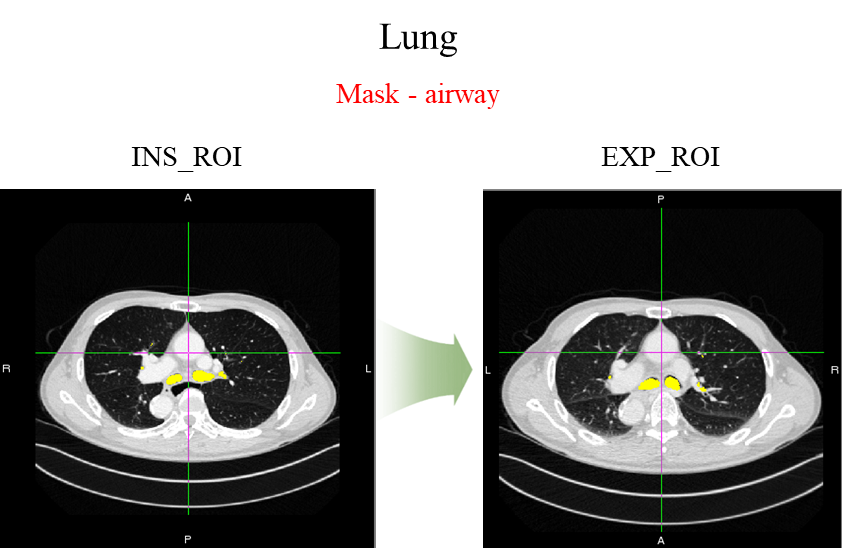 Lung
Mask - airway
INS_ROI
EXP_ROI
A
P
R
L
L
R
P
A